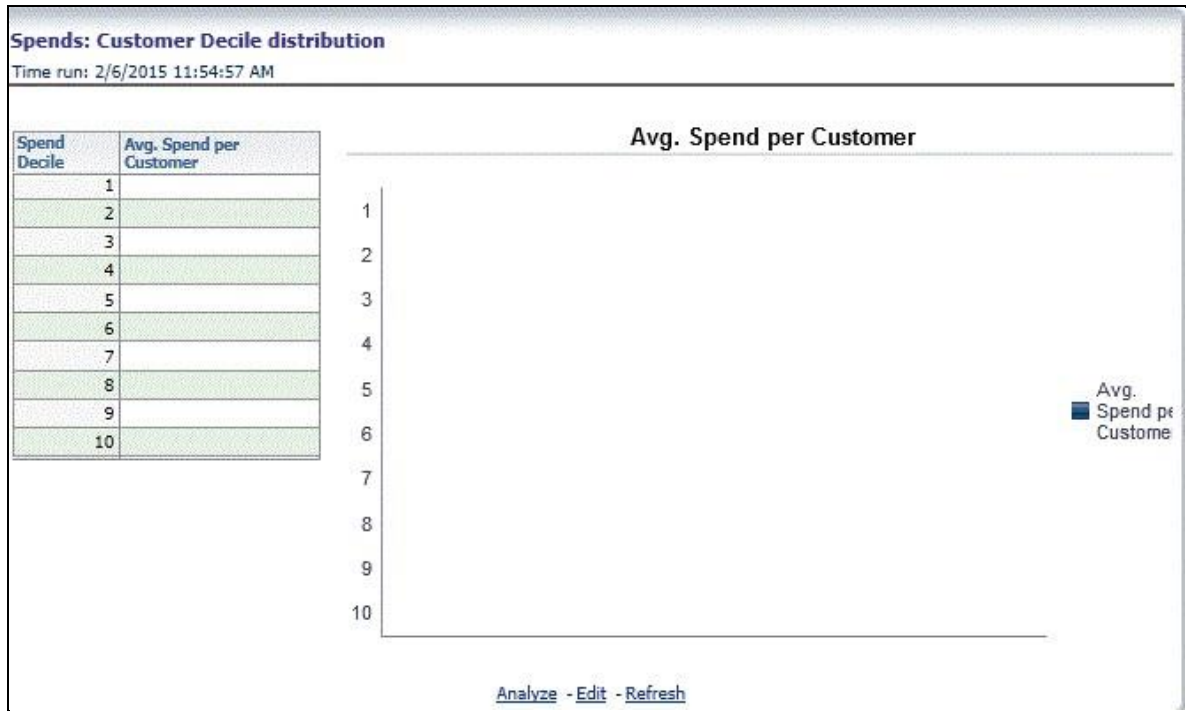 Spends: Customer Decile distribution
Time run: 2/6/2015 11:54:57 AM
Spend Decile
Avg. Spend per Customer
1
2
3
4
5
6
7
8
9
10
Avg. Spend per Customer
1
2
3
4
5
6
7
8
9
10
Avg.
Spend pe
Custome
Analyze - Edit - Refresh